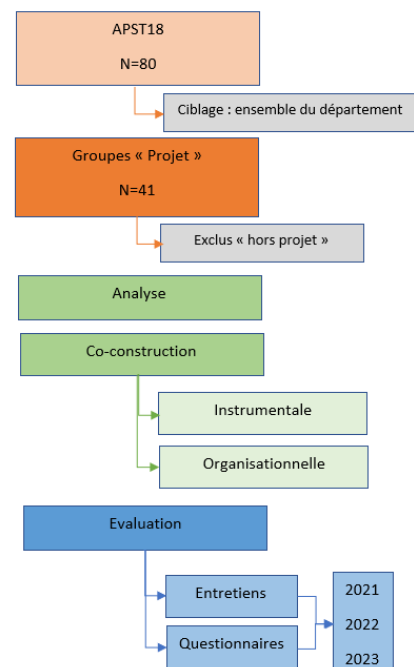 APST18
N=80
Ciblage : ensemble du département
Groupes « Projet »
N=41
Exclus « hors projet »
Analyse
Co-construction
Instrumentale
Organisationnelle
Evaluation
Entretiens
Questionnaires
2021
2022
2023